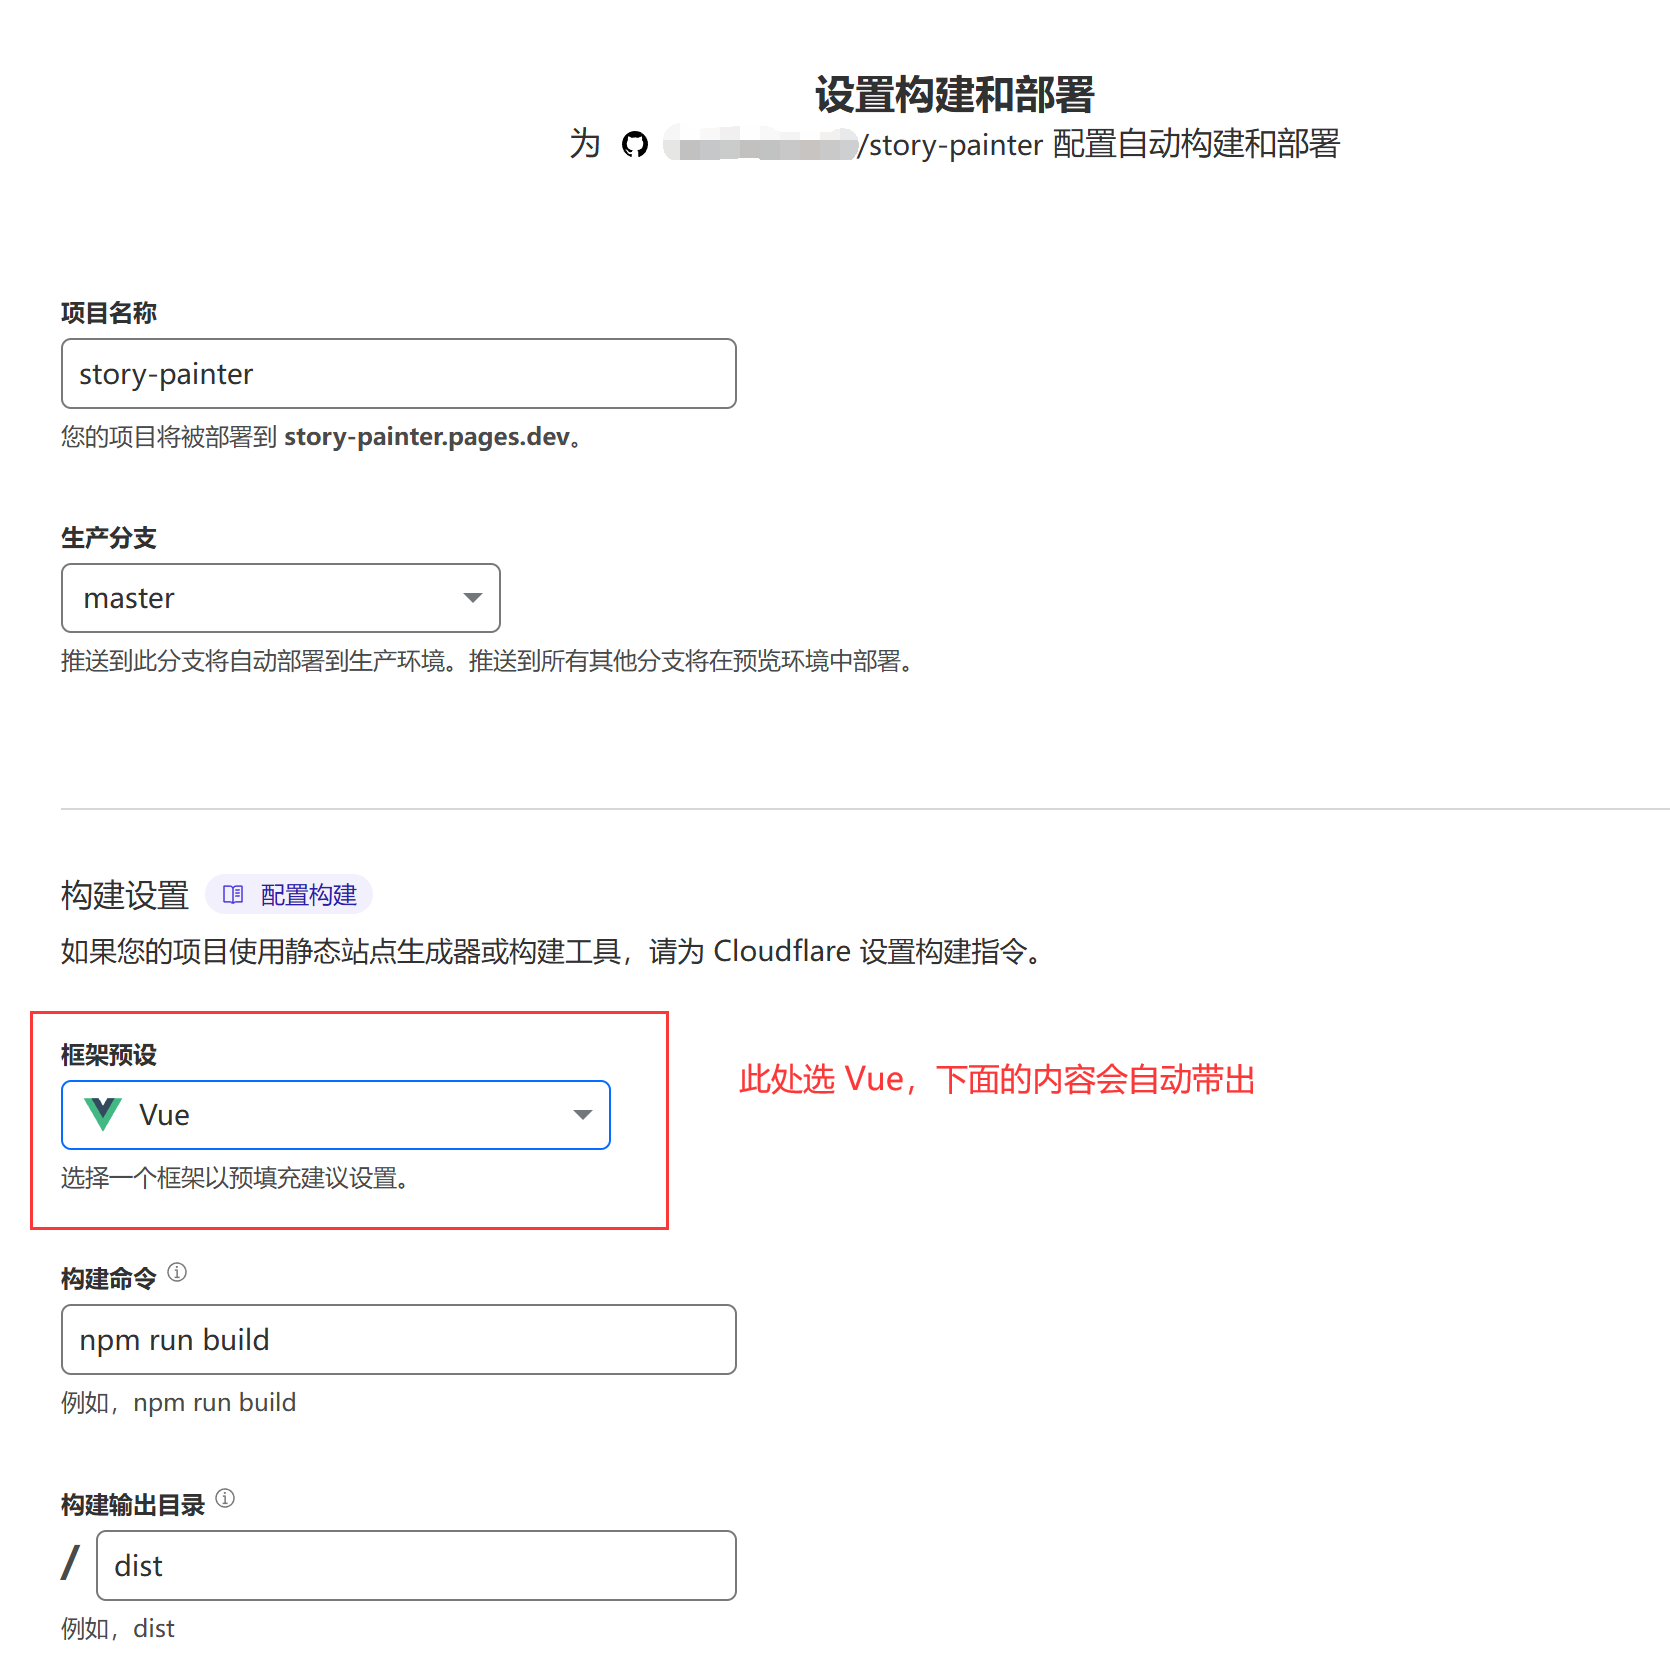 设置构建和部署
为 /story-painter 配置自动构建和部署
项目名称
story-painter
您的项目将被部署到 story-painter.pages.dev。
生产分支
master
推送到此分支将自动部署到生产环境。推送到所有其他分支将在预览环境中部署。
构建设置 配置构建
如果您的项目使用静态站点生成器或构建工具，请为 Cloudflare 设置构建指令。
框架预设
此处选 Vue，下面的内容会自动带出
Vue
选择一个框架以预填充建议设置。
构建命令
npm run build
例如，npm run build
构建输出目录
/ dist
例如，dist